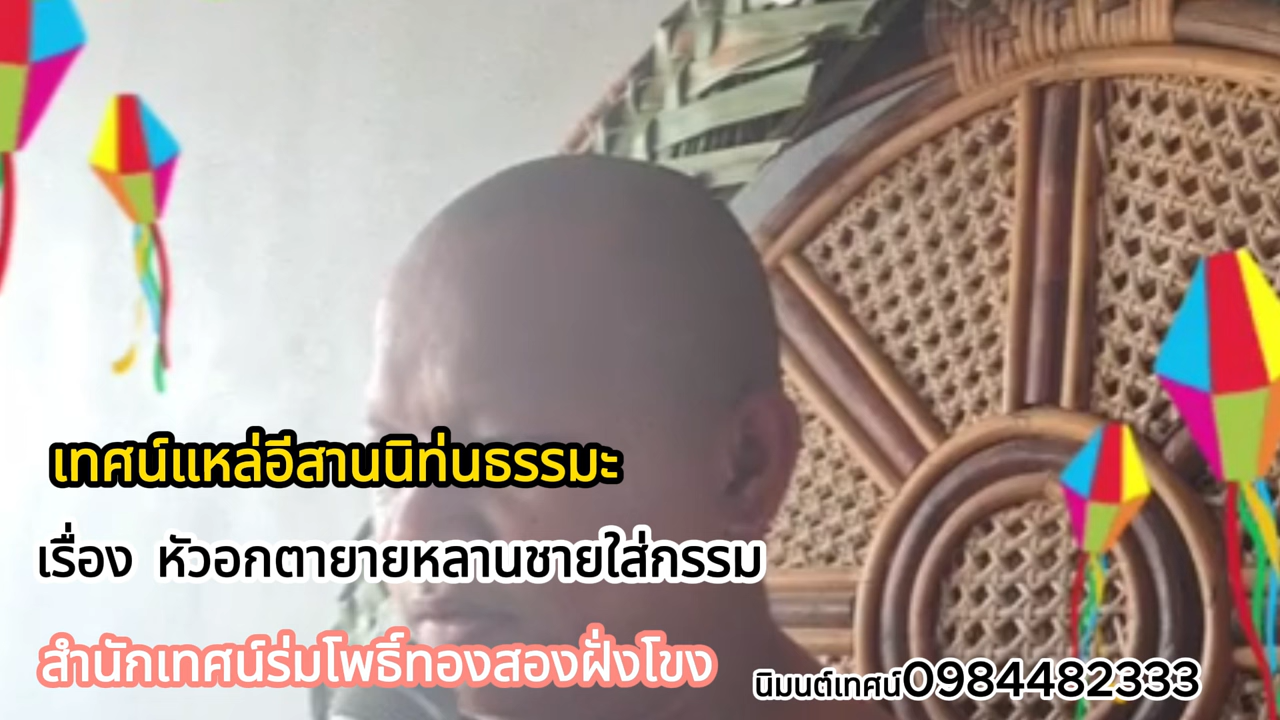 เทศน์แหล่อีสานนิท่นธรรมะ
เรื่อง หัวอกตายายหลานชายใส่กรรม
สำนักเทศน์ร่มโพธิ์ทองสองฝั่งโขง
นิมนต์เทศน์0984482333